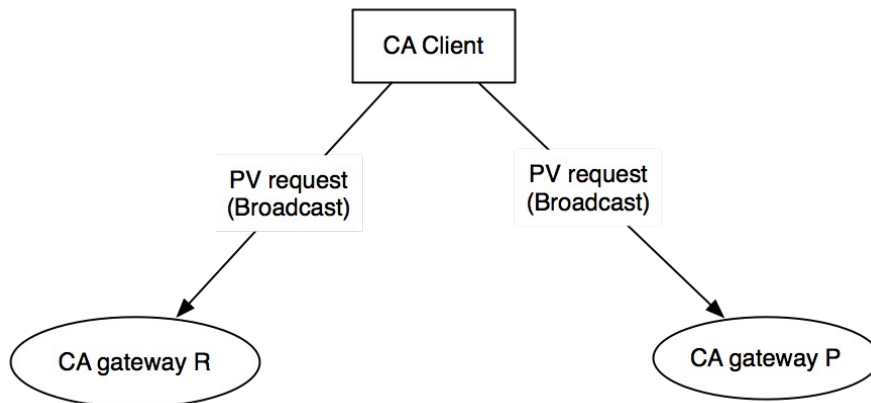 CA Client
PV request
(Broadcast)
PV request
(Broadcast)
CA gateway R
CA gateway P